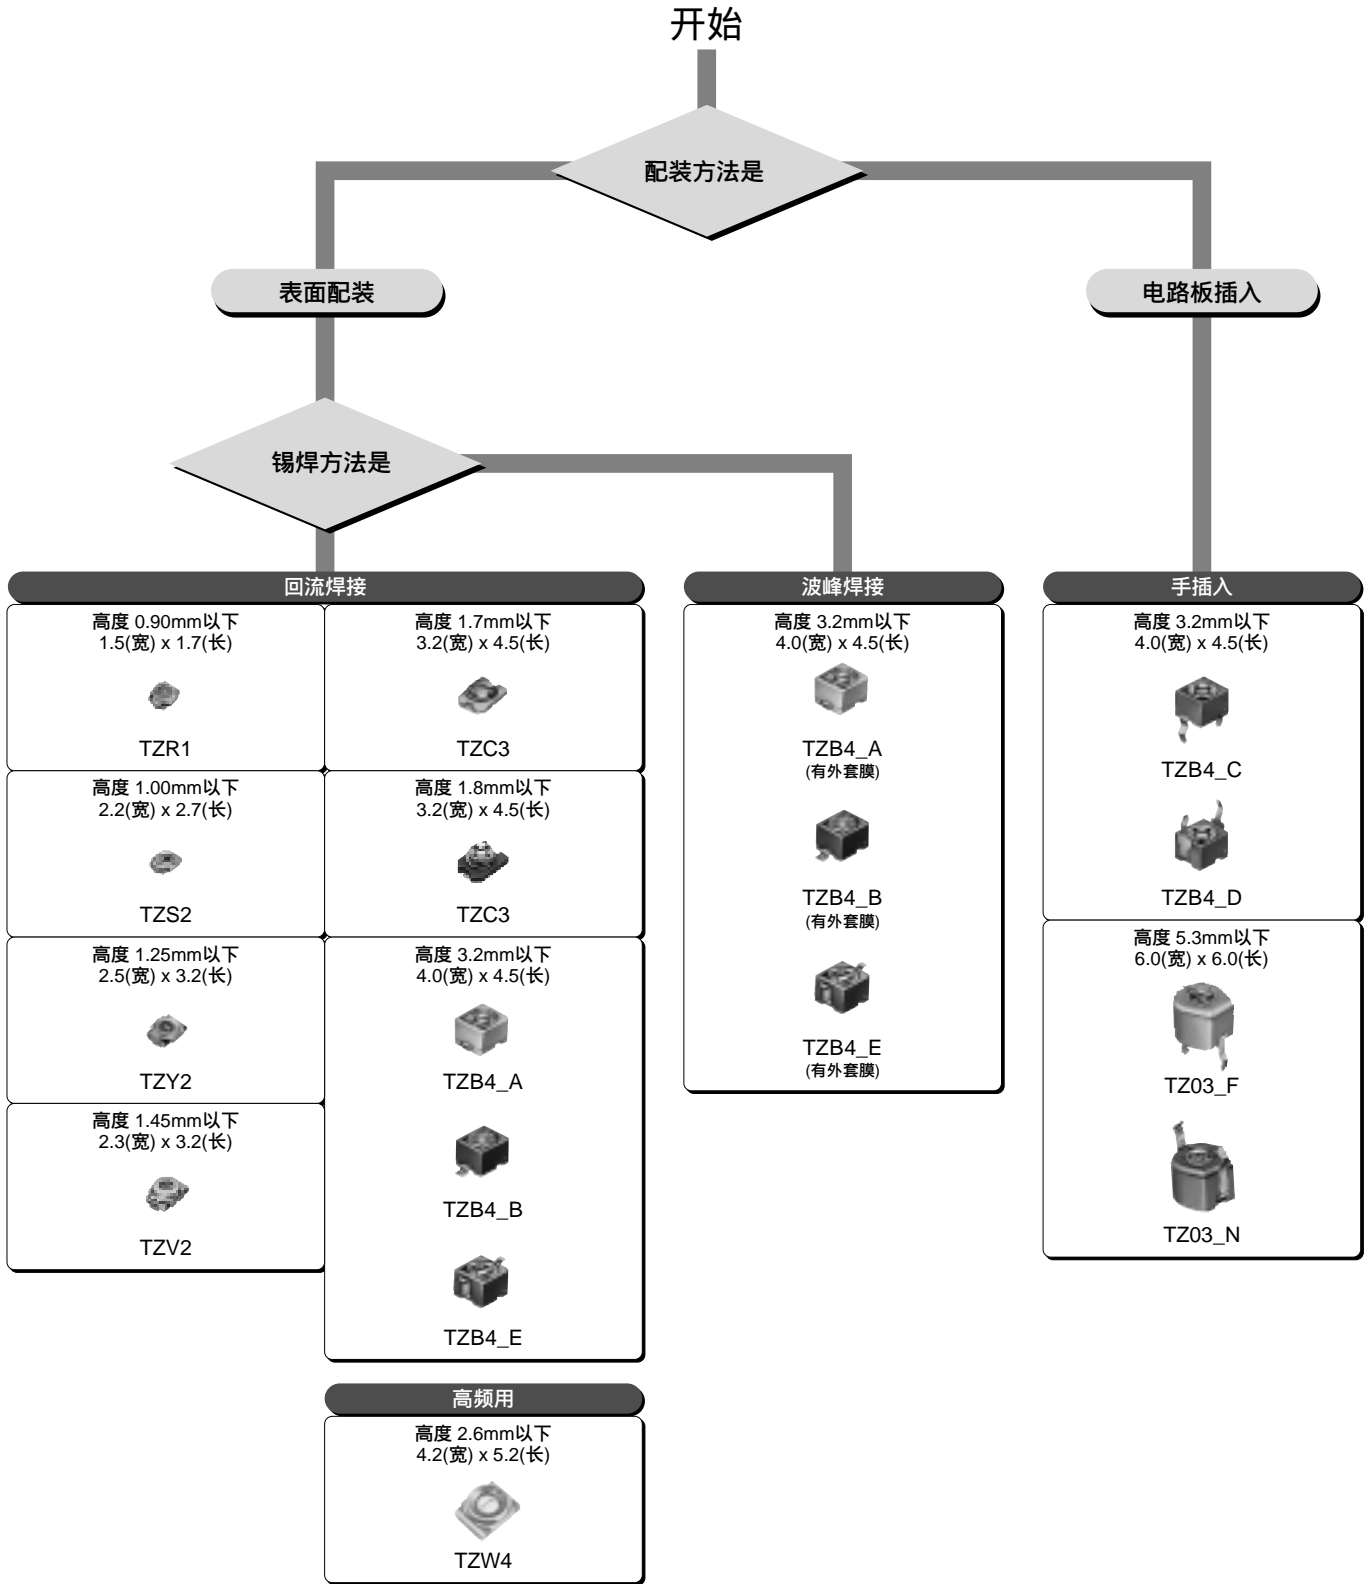 开始
配装方法是
表面配装
电路板插入
锡焊方法是
回流焊接
高度 0.90mm以下
1.5(宽) x 1.7(长)
TZR1
高度 1.7mm以下
3.2(宽) x 4.5(长)
TZC3
高度 1.00mm以下
2.2(宽) x 2.7(长)
TZS2
高度 1.8mm以下
3.2(宽) x 4.5(长)
TZC3
高度 1.25mm以下
2.5(宽) x 3.2(长)
TZY2
高度 1.45mm以下
2.3(宽) x 3.2(长)
TZV2
高度 3.2mm以下
4.0(宽) x 4.5(长)
TZB4_A
TZB4_B
TZB4_E
高频用
高度 2.6mm以下
4.2(宽) x 5.2(长)
TZW4
波峰焊接
高度 3.2mm以下
4.0(宽) x 4.5(长)
TZB4_A
(有外套膜)
TZB4_B
(有外套膜)
TZB4_E
(有外套膜)
手插入
高度 3.2mm以下
4.0(宽) x 4.5(长)
TZB4_C
TZB4_D
高度 5.3mm以下
6.0(宽) x 6.0(长)
TZ03_F
TZ03_N